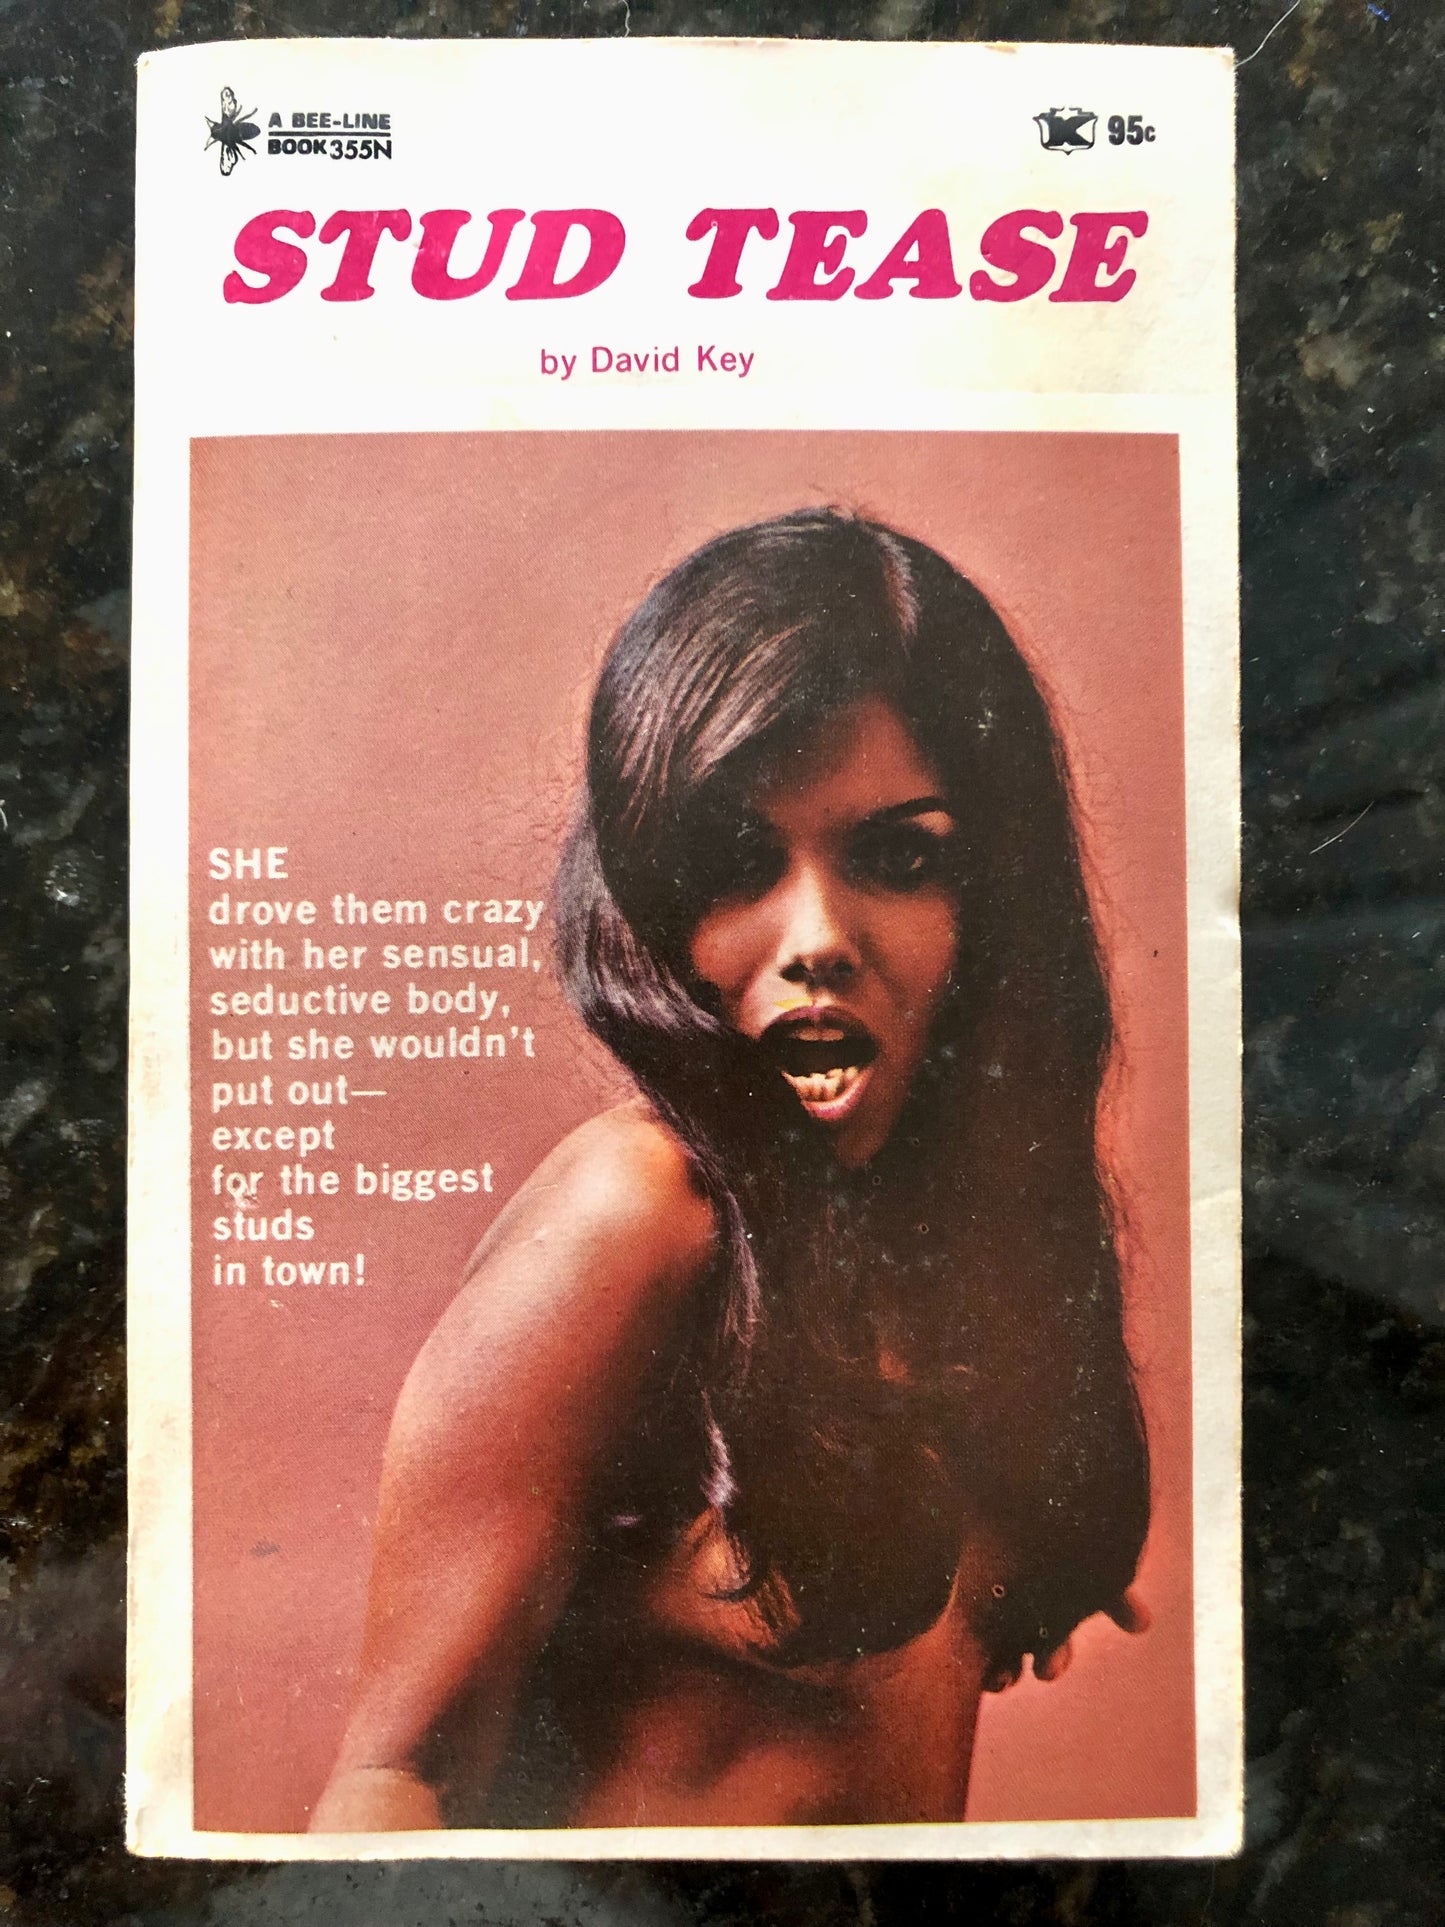 A BEE-LINE
BOOK 355N
K 95c
STUD TEASE
by David Key
SHE
drove them crazy
with her sensual,
seductive body,
but she wouldn't
put out—
except
for the biggest
studs
in town!